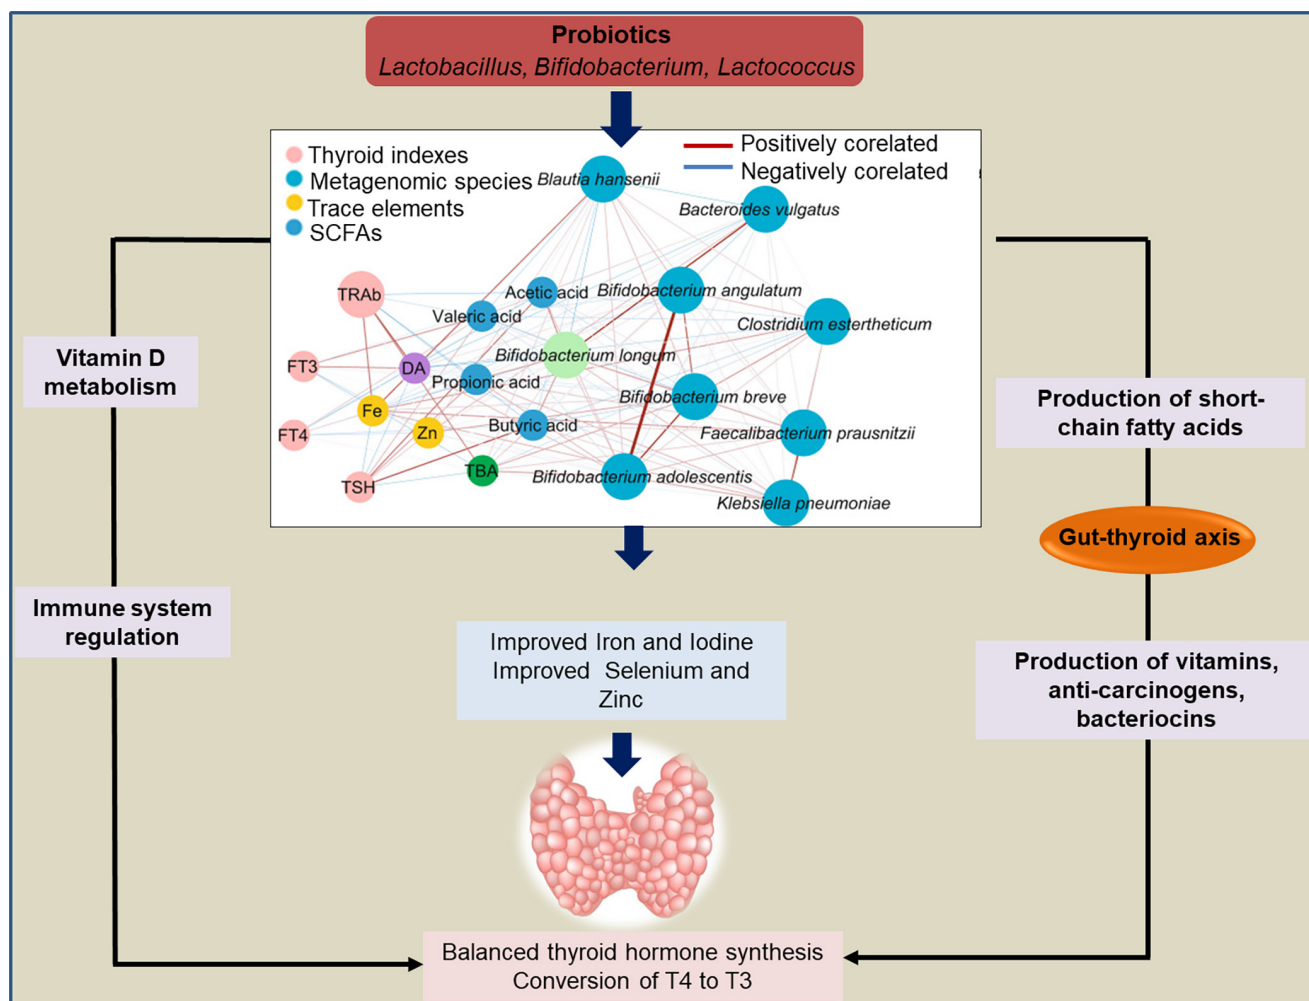 Probiotics
Lactobacillus, Bifidobacterium, Lactococcus
Thyroid indexes
Metagenomic species
Trace elements
SCFAs
Positively corelated
Negatively corelated
Blautia hansenii
Bacteroides vulgatus
TRAb
Acetic acid
Bifidobacterium angulatum
Valeric acid
Clostridium estertheticum
Bifidobacterium longum
FT3
DA
Propionic acid
Bifidobacterium breve
Fe
Zn
Butyric acid
FT4
Faecalibacterium prausnitzii
TBA
TSH
Bifidobacterium adolescentis
Klebsiella pneumoniae
Vitamin D
metabolism
Immune system
regulation
Production of short-
chain fatty acids
Gut-thyroid axis
Production of vitamins,
anti-carcinogens,
bacteriocins
Improved Iron and Iodine
Improved Selenium and
Zinc
Balanced thyroid hormone synthesis
Conversion of T4 to T3